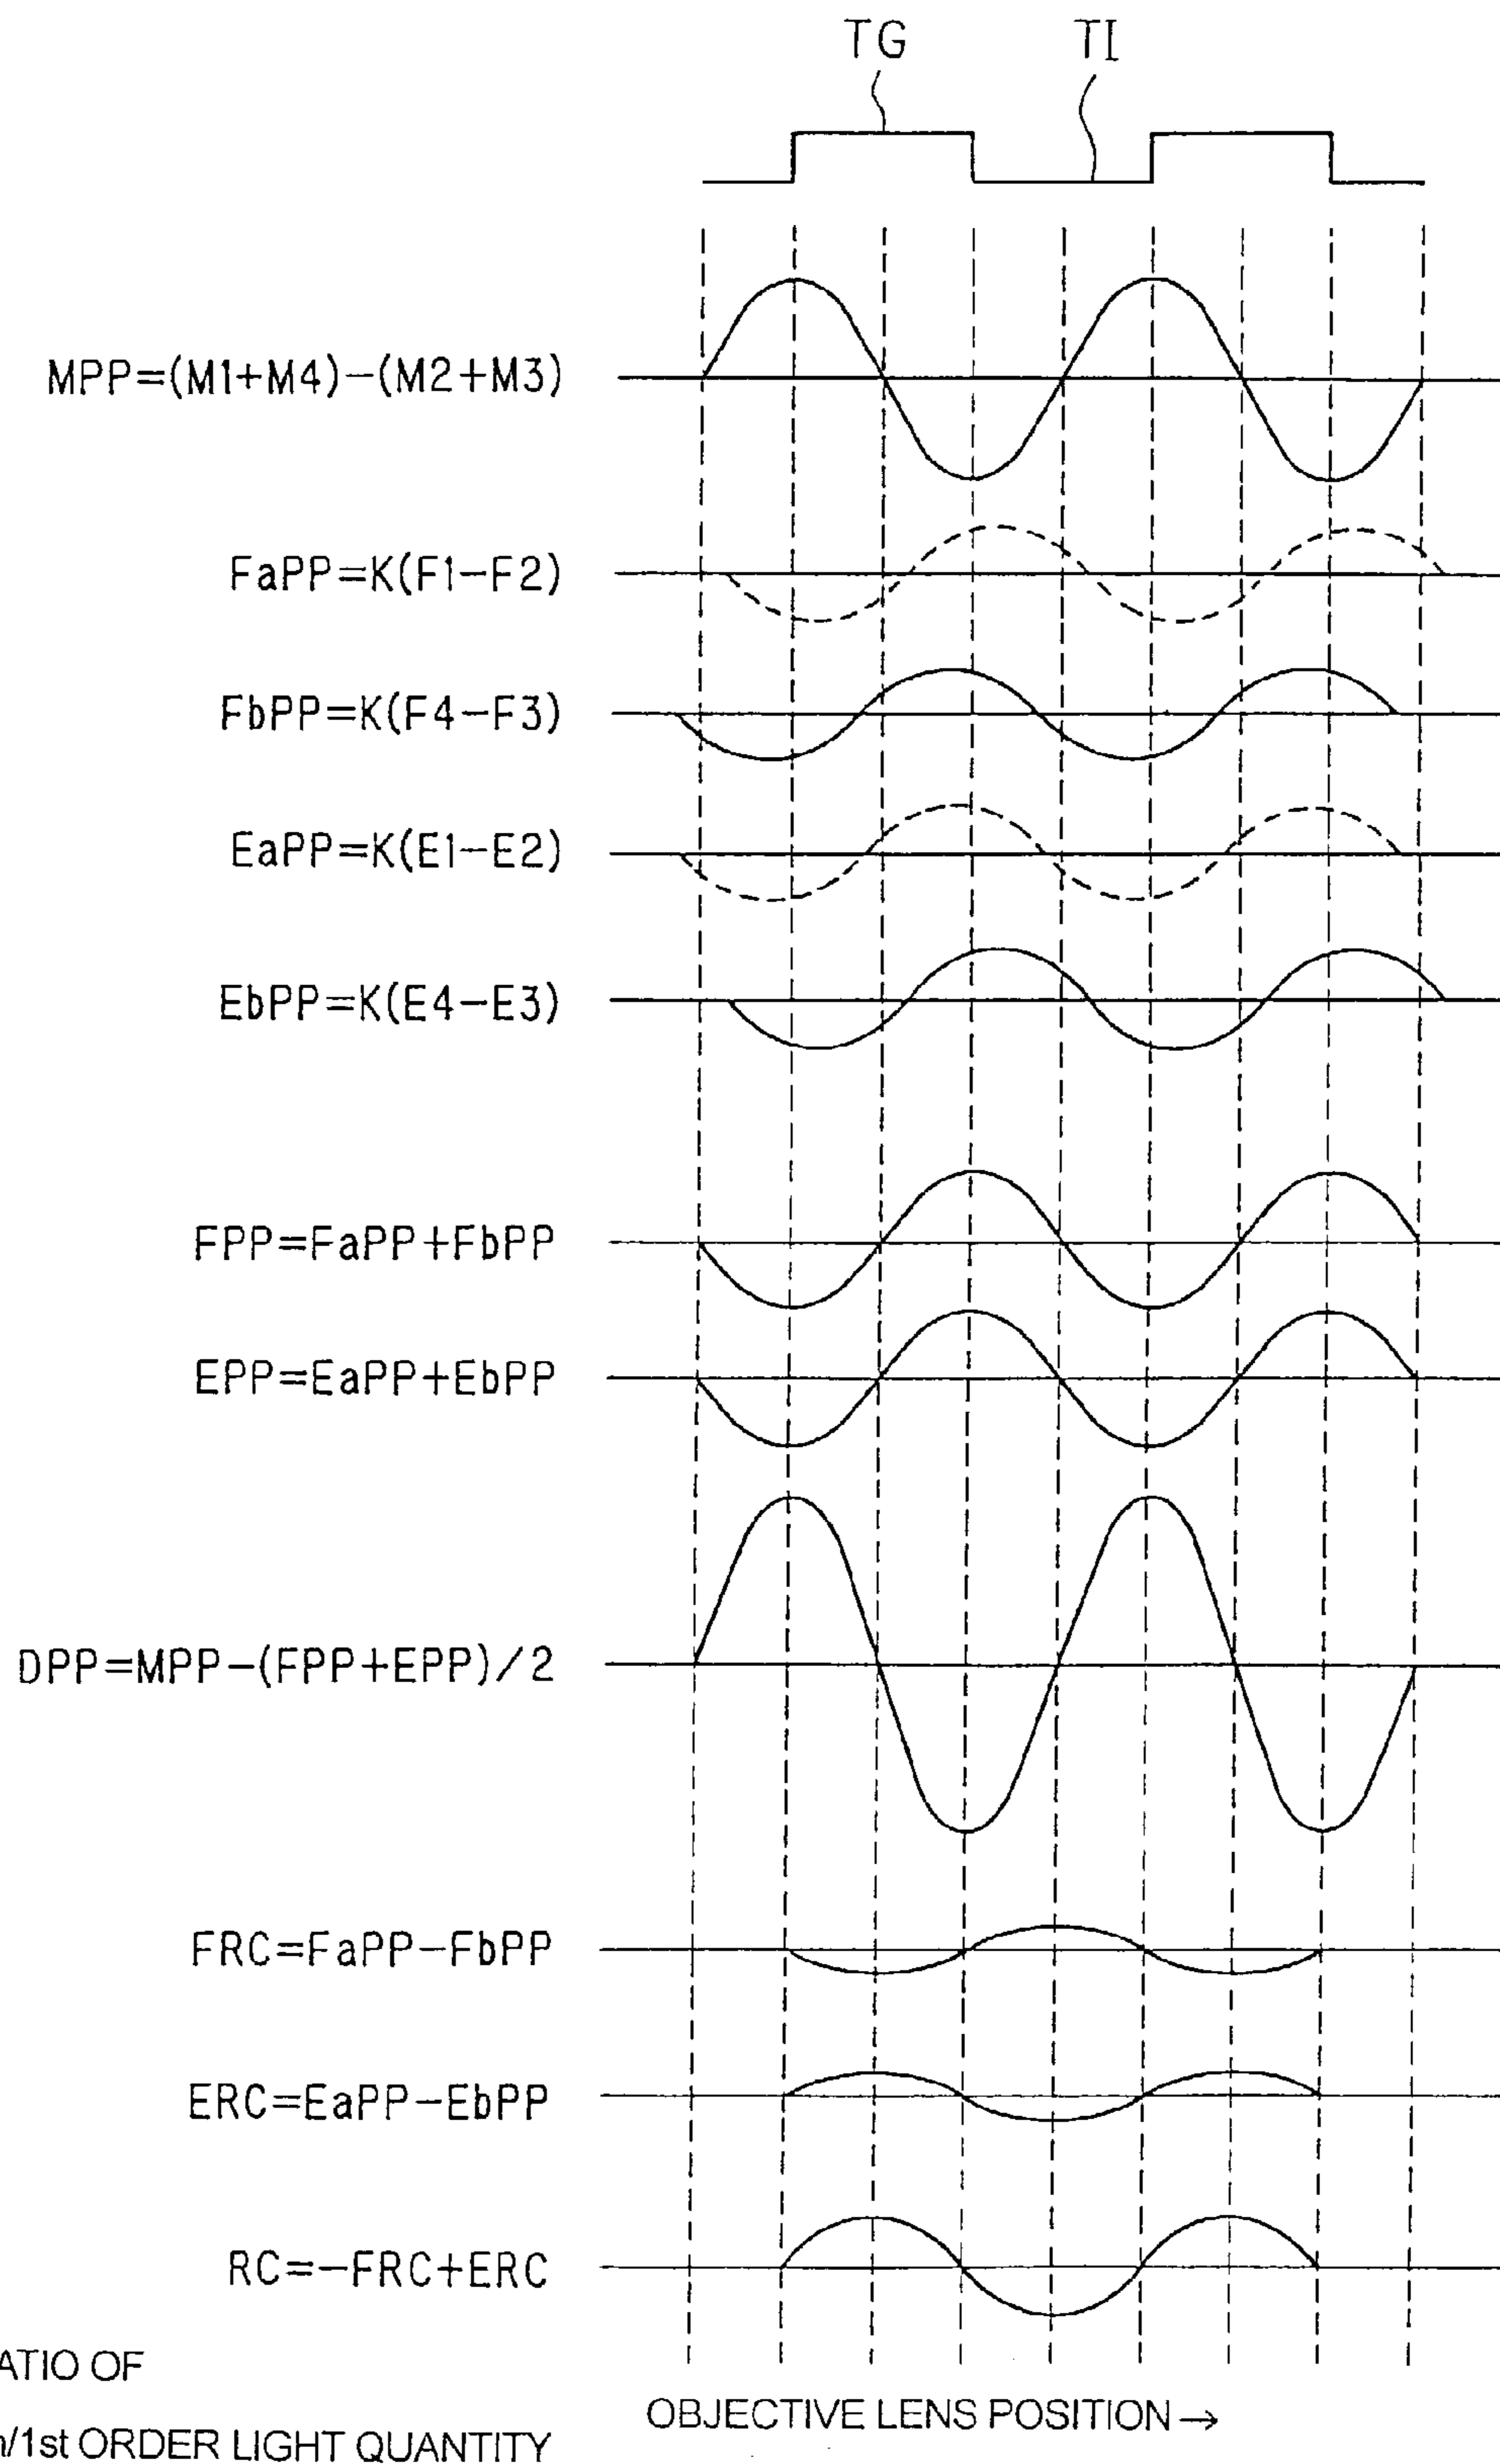 TG TI
MPP=(M1+M4)-(M2+M3)
FaPP=K(F1-F2)
FbPP=K(F4-F3)
EaPP=K(E1-E2)
EbPP=K(E4-E3)
FPP=FaPP+FbPP
EPP=EaPP+EbPP
DPP=MPP-(FPP+EPP)/2
FRC=FaPP-FbPP
ERC=EaPP-EbPP
RC=-FRC+ERC
ATIO OF
/1st ORDER LIGHT QUANTITY
OBJECTIVE LENS POSITION→